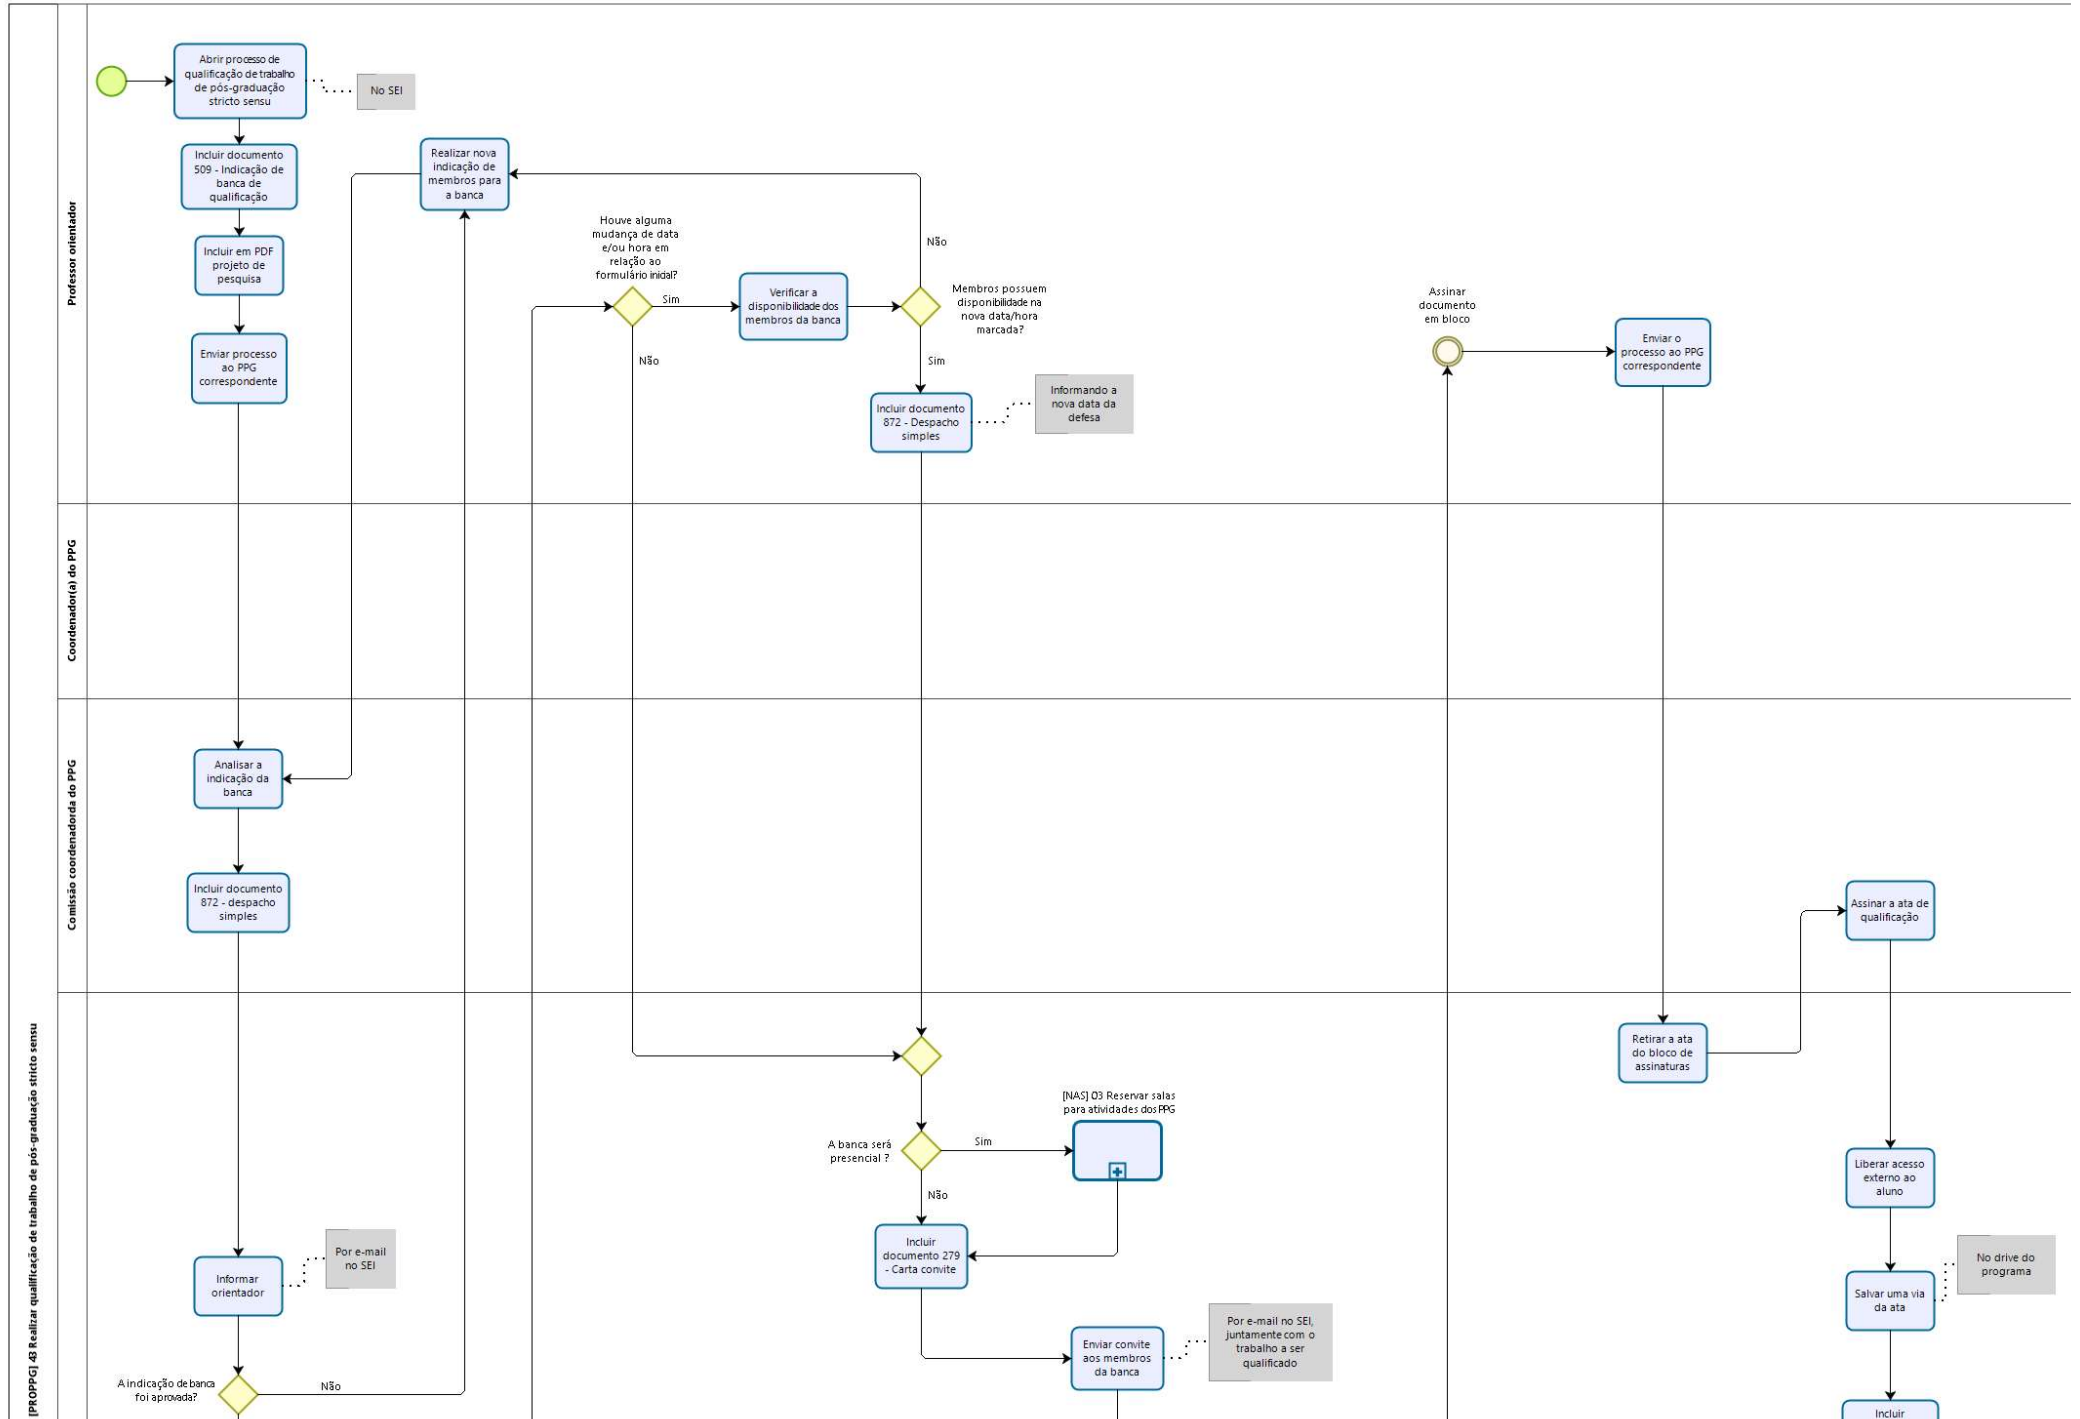 [PROPPG] 43 Realizar qualificação de trabalho de pós-graduação stricto sensu
Professor orientador
Abrir processo de
qualificação de trabalho
de pós-graduação
stricto sensu
No SEI
Incluir documento
509 - Indicação de
banca de
qualificação
Incluir em PDF
projeto de
pesquisa
Enviar processo
ao PPG
correspondente
Realizar nova
indicação de
membros para
a banca
Houve alguma
mudança de data
e/ou hora em
relação ao
formulário inicial?
Sim
Não
Verificar a
disponibilidade dos
membros da banca
Não
Membros possuem
disponibilidade na
nova data/hora
marcada?
Sim
Incluir documento
872 - Despacho
simples
Informando a
nova data da
defesa
Assinar
documento
em bloco
Enviar o
processo ao PPG
correspondente
Coordenador(a) do PPG
Comissão coordenadorda do PPG
Analisar a
indicação da
banca
Incluir documento
872 - despacho
simples
Assinar a ata de
qualificação
Retirar a ata
do bloco de
assinaturas
[NAS] 03 Reservar salas
para atividades dos PPG
A banca será
presencial ?
Sim
Não
Incluir
documento 279
- Carta convite
Liberar acesso
externo ao
aluno
No drive do
programa
Salvar uma via
da ata
Por e-mail
no SEI
Informar
orientador
Enviar convite
aos membros
da banca
Por e-mail no SEI,
juntamente com o
trabalho a ser
qualificado
A indicação de banca
foi aprovada?
Não
Incluir